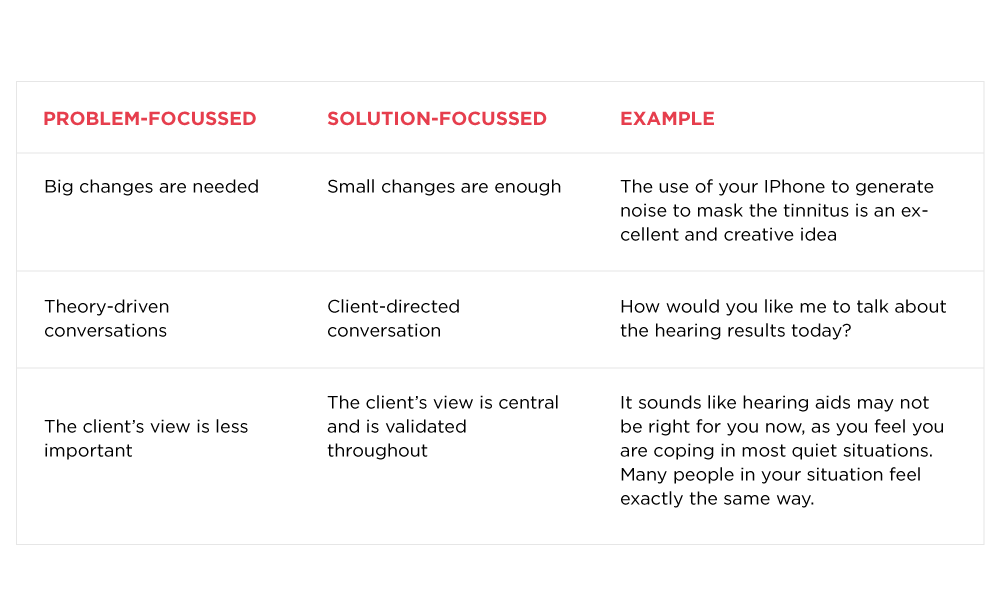 PROBLEM-FOCUSSED
SOLUTION-FOCUSSED
EXAMPLE
Big changes are needed
Small changes are enough
The use of your IPhone to generate
noise to mask the tinnitus is an ex-
cellent and creative idea
Theory-driven
conversations
Client-directed
conversation
How would you like me to talk about
the hearing results today?
The client’s view is less
important
The client’s view is central
and is validated
throughout
It sounds like hearing aids may not
be right for you now, as you feel you
are coping in most quiet situations.
Many people in your situation feel
exactly the same way.